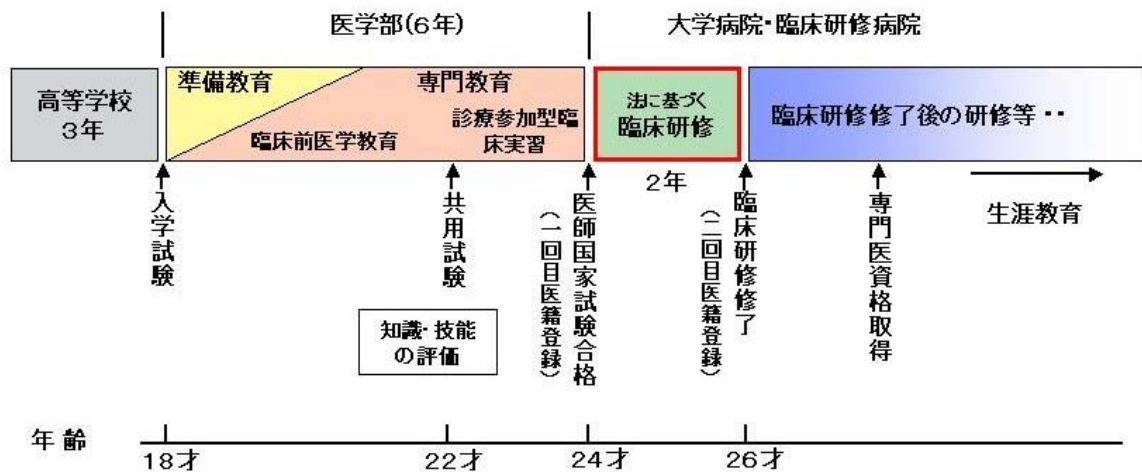 医学部(6年)
大学病院･臨床研修病院
高等学校
3年
準備教育
専門教育
臨床前医学教育
診療参加型臨
床実習
法に基づく
臨床研修
臨床研修修了後の研修等‥
2年
生涯教育
入学試験
共用試験
医師国家試験合格
(一回目医籍登録)
臨床研修修了
(二回目医籍登録)
専門医資格取得
知識･技能
の評価
年齢
18才
22才
24才
26才